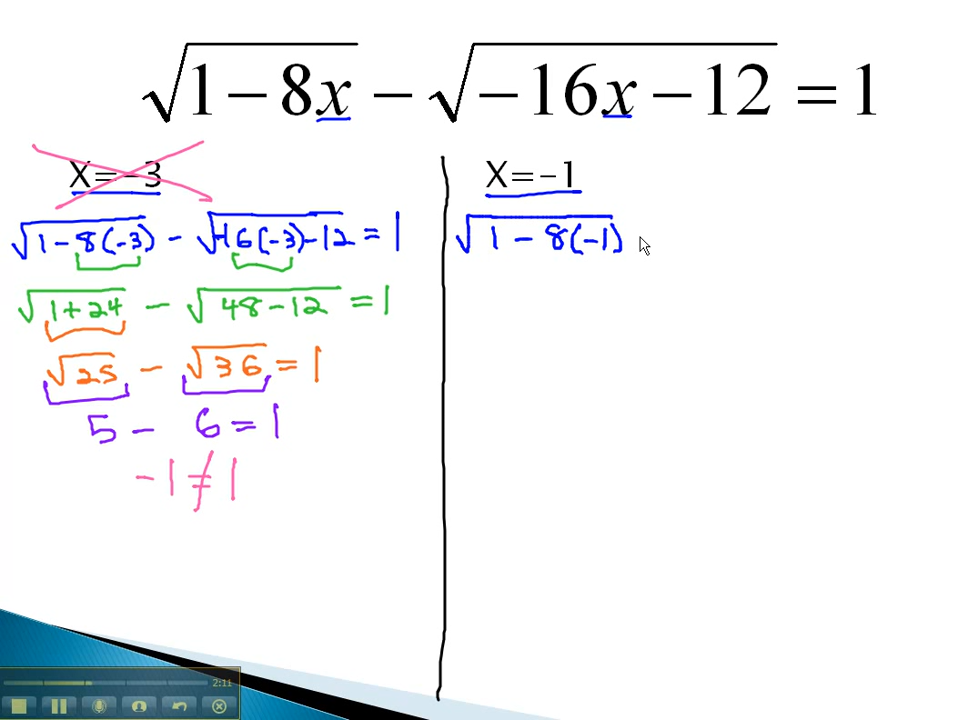 √1−8x − √−16x−12 = 1
X=-3
√1-8(-3) - √-16(-3)-12 = 1
√1+24 - √48-12 = 1
√25 - √36 = 1
5 - 6 = 1
-1 ≠ 1
X=-1
√1-8(-1)
2:11